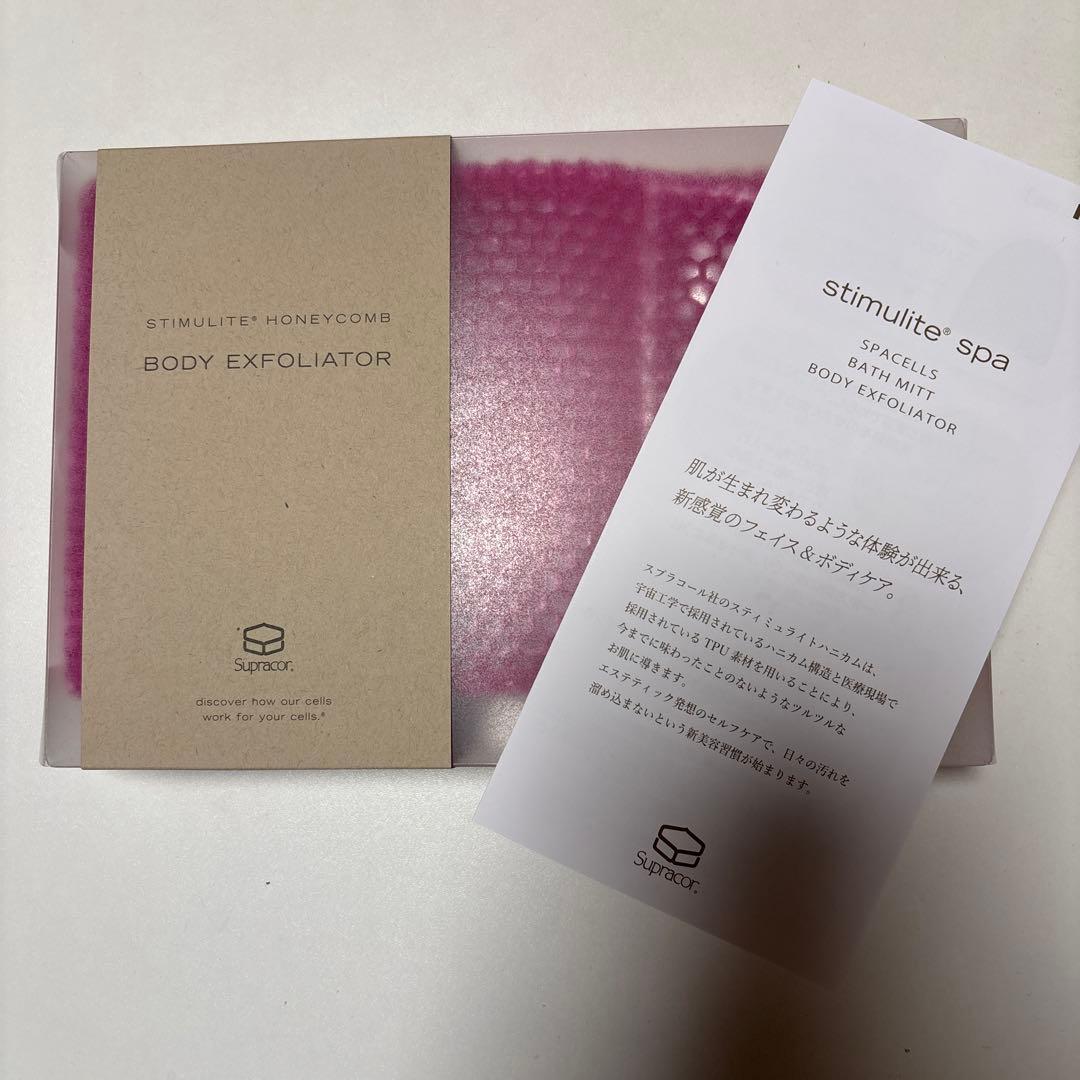 STIMULITE® HONEYCOMB
BODY EXFOLIATOR
Supracor®
discover how our cells
work for your cells.®
stimulite® spa
SPACELLS
BATH MITT
BODY EXFOLIATOR
肌が生まれ変わるような体験が出来る、
新感覚のフェイス＆ボディケア。
スプラコール社のスティミュライトハニカムは、
宇宙工学で採用されているハニカム構造と医療現場で
採用されている TPU 素材を用いることにより、
今までに味わったことのないようなツルツルな
お肌に導きます。
エステティック発想のセルフケアで、日々の汚れを
溜め込まないという新美容習慣が始まります。
Supracor®